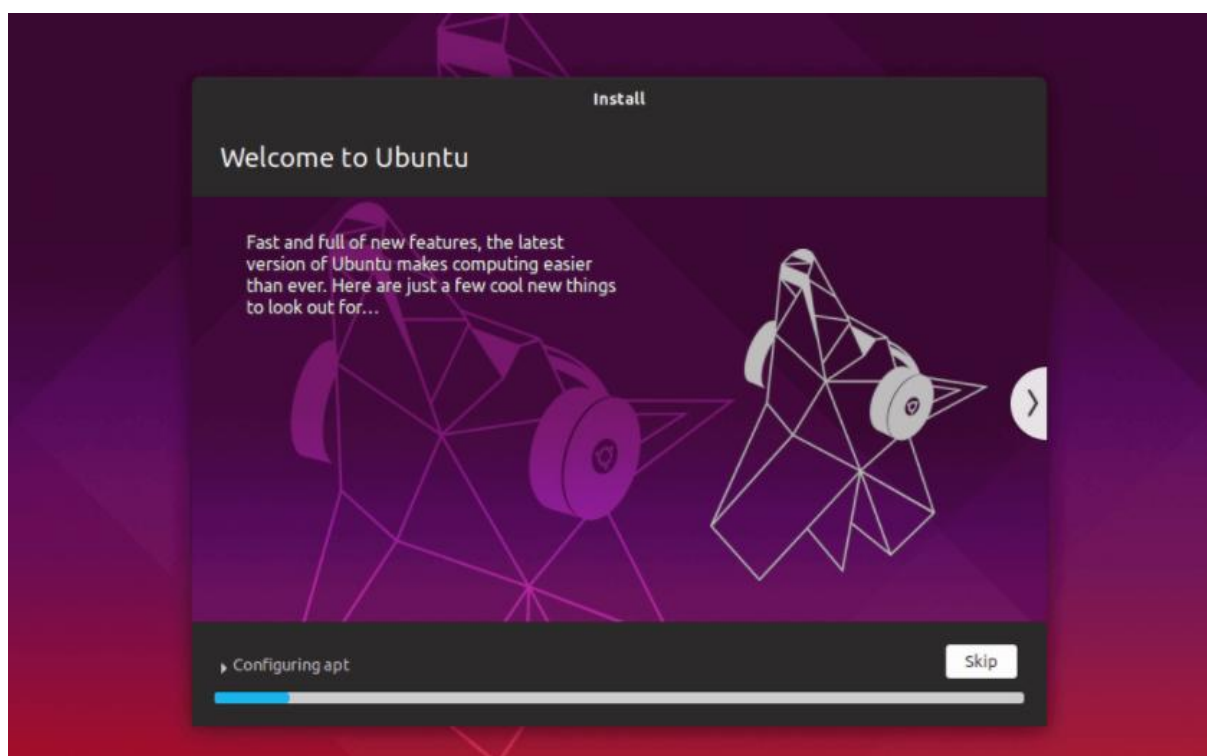 Install
Welcome to Ubuntu
Fast and full of new features, the latest
version of Ubuntu makes computing easier
than ever. Here are just a few cool new things
to look out for…
Configuring apt
Skip